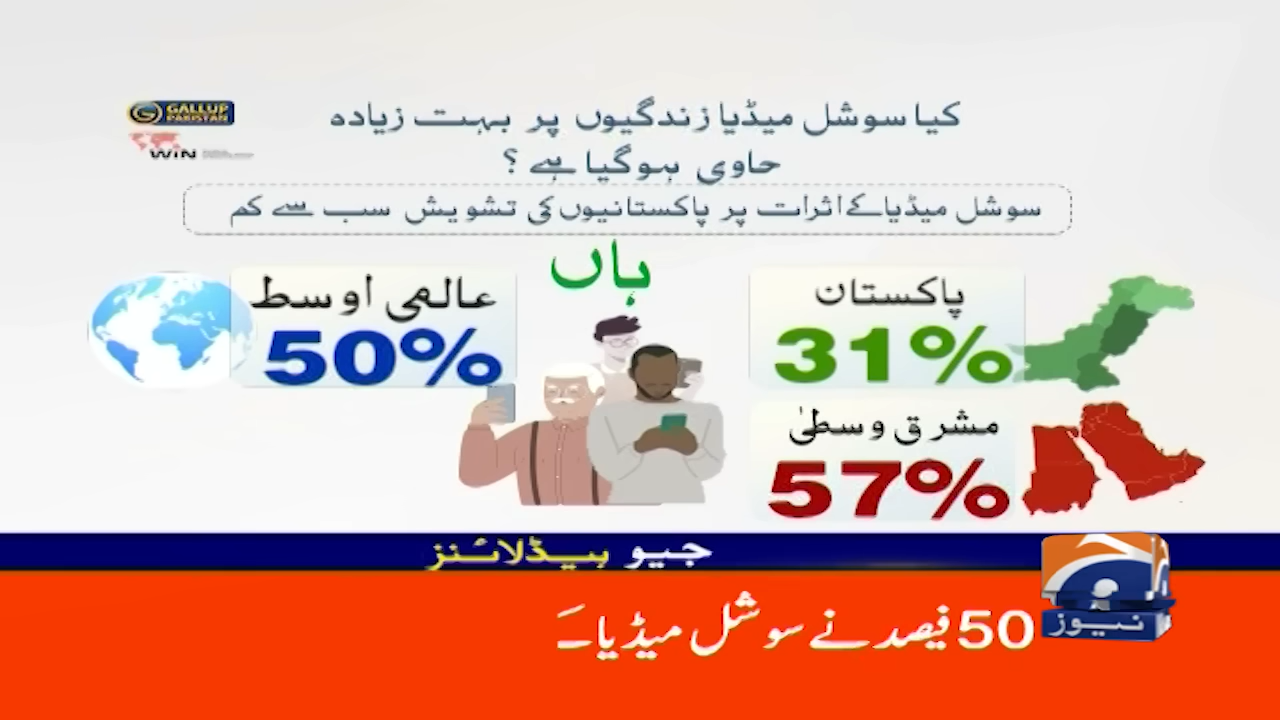 GALLUP
PAKISTAN
WIN
کیا سوشل میڈیا زندگیوں پر بہت زیادہ
حاوی ہوگیا ہے ؟
سوشل میڈیا کے اثرات پر پاکستانیوں کی تشویش سب سے کم
ہاں
پاکستان
31%
عالمی اوسط
50%
مشرق وسطیٰ
57%
جیو ہیڈلائنز
50 فیصد نے سوشل میڈیا۔
نیوز